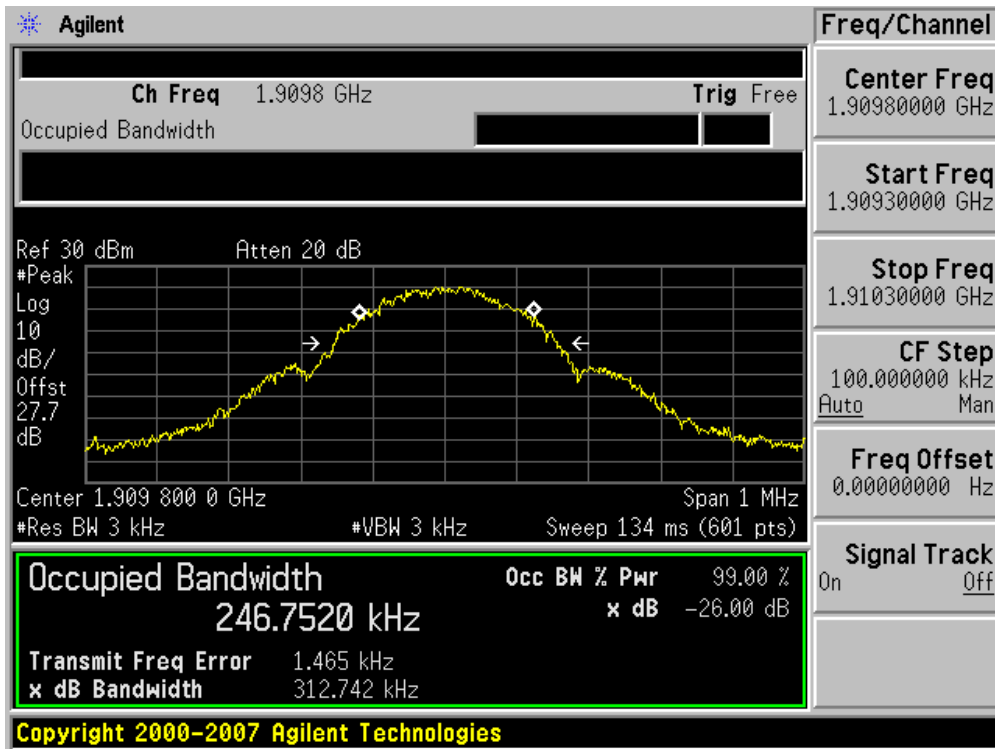 Agilent
Freq/Channel
Ch Freq 1.9098 GHz Trig Free
Occupied Bandwidth
Center Freq
1.90980000 GHz
Start Freq
1.90930000 GHz
Stop Freq
1.91030000 GHz
CF Step
100.000000 kHz
Auto Man
Freq Offset
0.00000000 Hz
Signal Track
On Off
Ref 30 dBm Atten 20 dB
#Peak
Log
10
dB/
Offst
27.7
dB
Center 1.909 800 0 GHz Span 1 MHz
#Res BW 3 kHz #VBW 3 kHz Sweep 134 ms (601 pts)
Occupied Bandwidth
246.7520 kHz
Occ BW % Pwr 99.00 %
x dB -26.00 dB
Transmit Freq Error 1.465 kHz
x dB Bandwidth 312.742 kHz
Copyright 2000-2007 Agilent Technologies